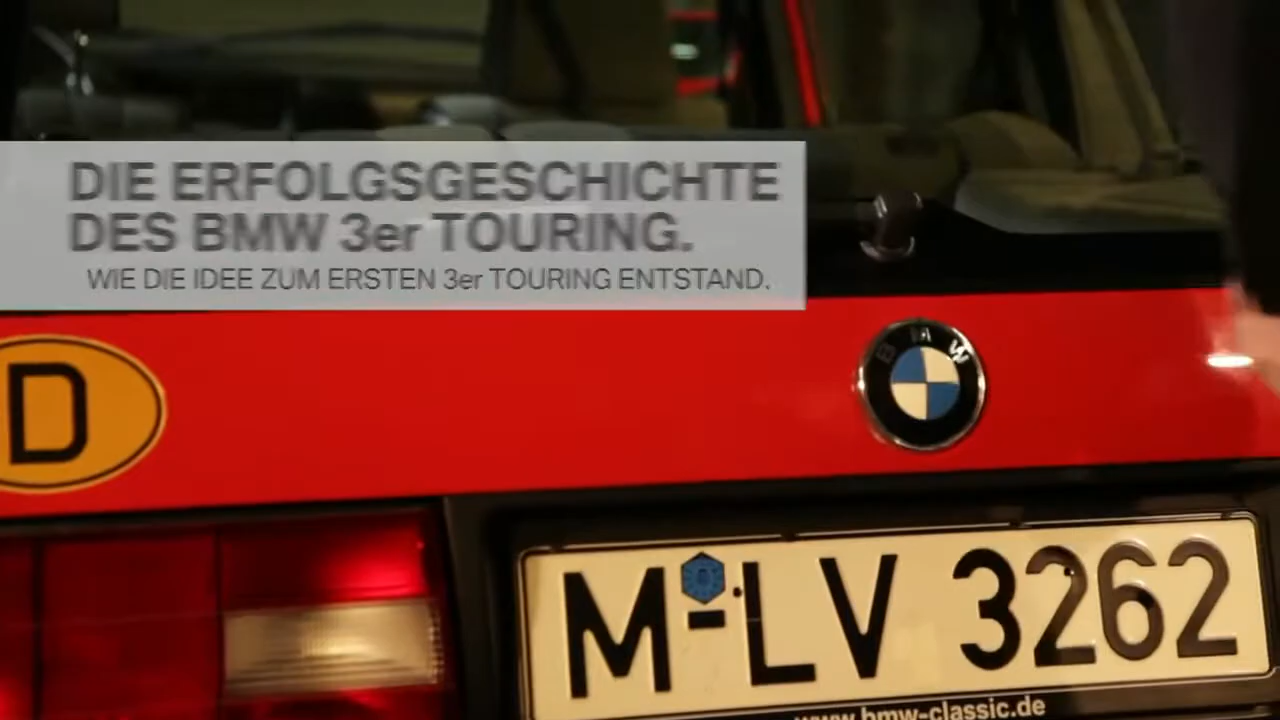 DIE ERFOLGSGESCHICHTE
DES BMW 3er TOURING.
WIE DIE IDEE ZUM ERSTEN 3er TOURING ENTSTAND.
D
BMW
M-LV 3262
www.bmw-classic.de